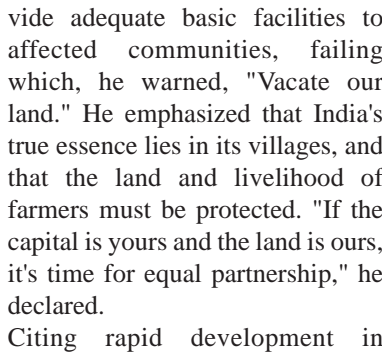 vide adequate basic facilities to
affected communities, failing
which, he warned, "Vacate our
land." He emphasized that India's
true essence lies in its villages, and
that the land and livelihood of
farmers must be protected. "If the
capital is yours and the land is ours,
it's time for equal partnership," he
declared.
Citing rapid development in